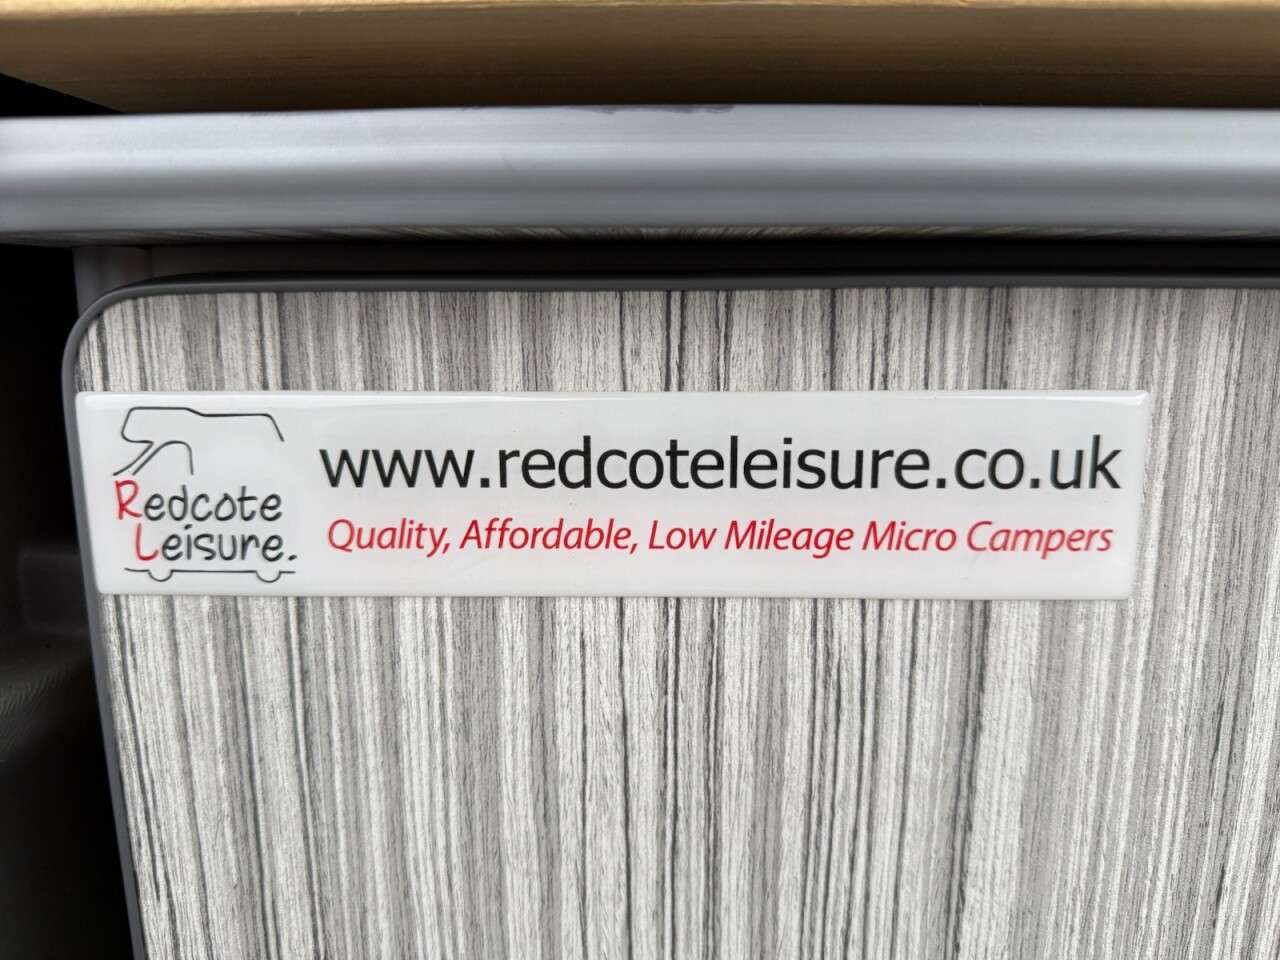 Redcote
Leisure.
www.redcoteleisure.co.uk
Quality, Affordable, Low Mileage Micro Campers